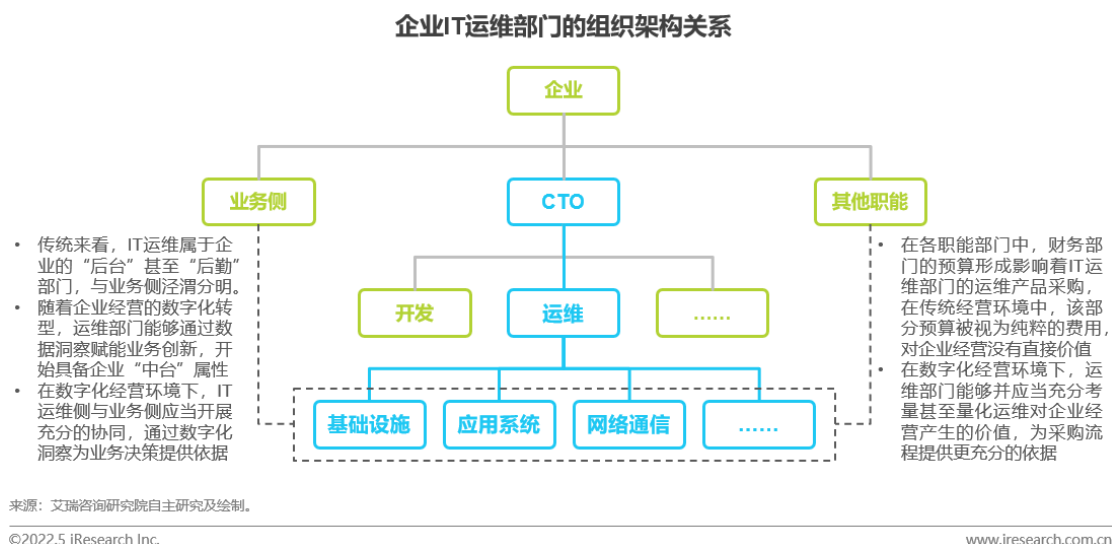 企业IT运维部门的组织架构关系
企业
业务侧
CTO
其他职能
• 传统来看，IT运维属于企
业的“后台”甚至“后勤”
部门，与业务侧泾渭分明。
• 随着企业经营的数字化转
型，运维部门能够通过数
据洞察赋能业务创新，开
始具备企业“中台”属性
• 在数字化经营环境下，IT
运维侧与业务侧应当开展
充分的协同，通过数字化
洞察为业务决策提供依据
开发
运维
……
基础设施
应用系统
网络通信
……
• 在各职能部门中，财务部
门的预算形成影响着IT运
维部门的运维产品采购，
在传统经营环境中，该部
分预算被视为纯粹的费用，
对企业经营没有直接价值
• 在数字化经营环境下，运
维部门能够并应当充分考
量甚至量化运维对企业经
营产生的价值，为采购流
程提供更充分的依据
来源：艾瑞咨询研究院自主研究及绘制。
©2022.5 iResearch Inc.
www.iresearch.com.cn